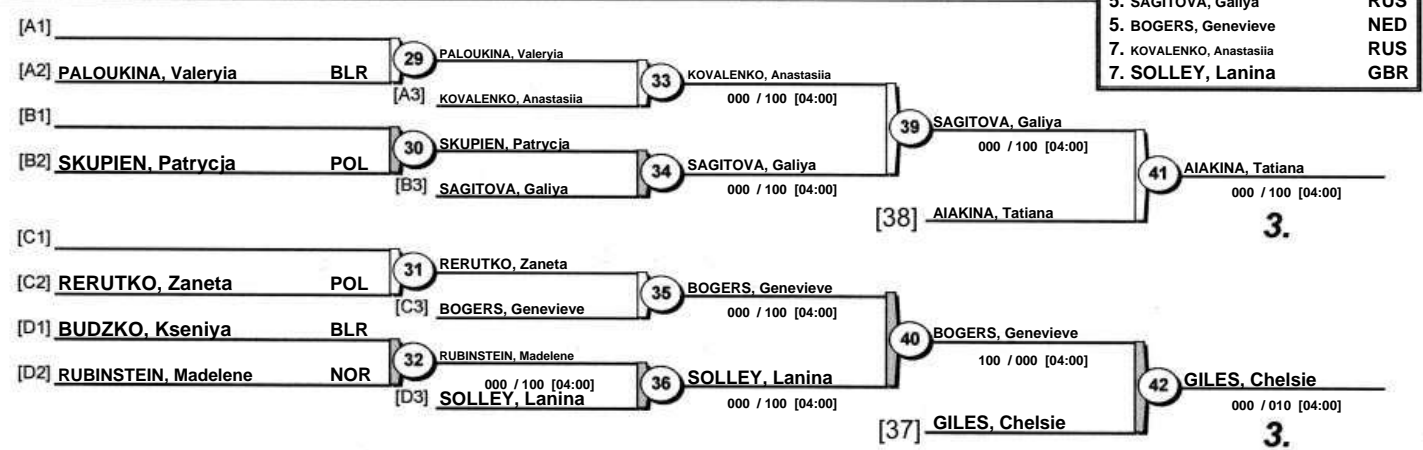 5. SAGITOVA, Galiya RUS
5. BOGERS, Genevieve NED
7. KOVALENKO, Anastasiia RUS
7. SOLLEY, Lanina GBR
[A1]
[A2] PALOUKINA, Valeryia BLR
29
PALOUKINA, Valeryia
[A3] KOVALENKO, Anastasiia
33
KOVALENKO, Anastasiia
000 / 100 [04:00]
[B1]
[B2] SKUPIEN, Patrycja POL
30
SKUPIEN, Patrycja
[B3] SAGITOVA, Galiya
34
SAGITOVA, Galiya
000 / 100 [04:00]
39
SAGITOVA, Galiya
000 / 100 [04:00]
[38] AIAKINA, Tatiana
41
AIAKINA, Tatiana
000 / 100 [04:00]
3.
[C1]
[C2] RERUTKO, Zaneta POL
31
RERUTKO, Zaneta
[C3] BOGERS, Genevieve
35
BOGERS, Genevieve
000 / 100 [04:00]
[D1] BUDZKO, Kseniya BLR
[D2] RUBINSTEIN, Madelene NOR
32
RUBINSTEIN, Madelene
000 / 100 [04:00]
[D3] SOLLEY, Lanina
36
SOLLEY, Lanina
000 / 100 [04:00]
40
BOGERS, Genevieve
100 / 000 [04:00]
[37] GILES, Chelsie
42
GILES, Chelsie
000 / 010 [04:00]
3.